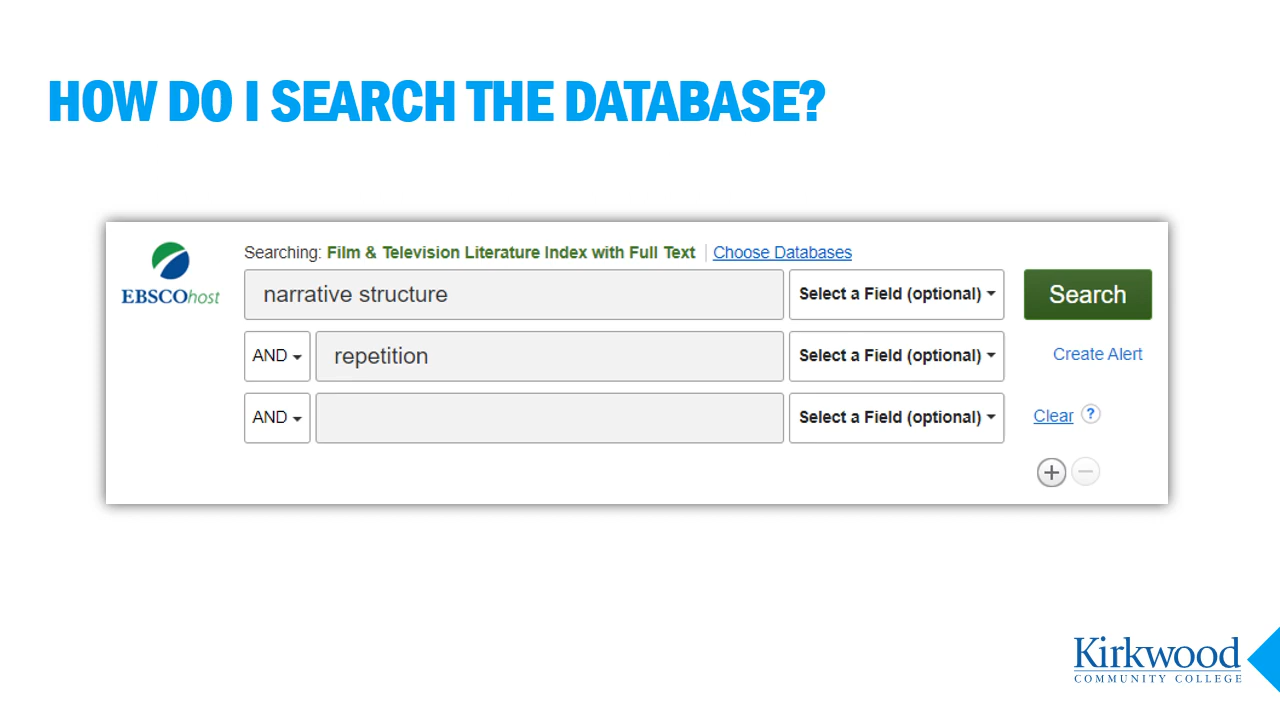 HOW DO I SEARCH THE DATABASE?
Searching: Film & Television Literature Index with Full Text | Choose Databases
EBSCOhost
narrative structure Select a Field (optional) Search
AND repetition Select a Field (optional) Create Alert
AND Select a Field (optional) Clear ?
Kirkwood
COMMUNITY COLLEGE